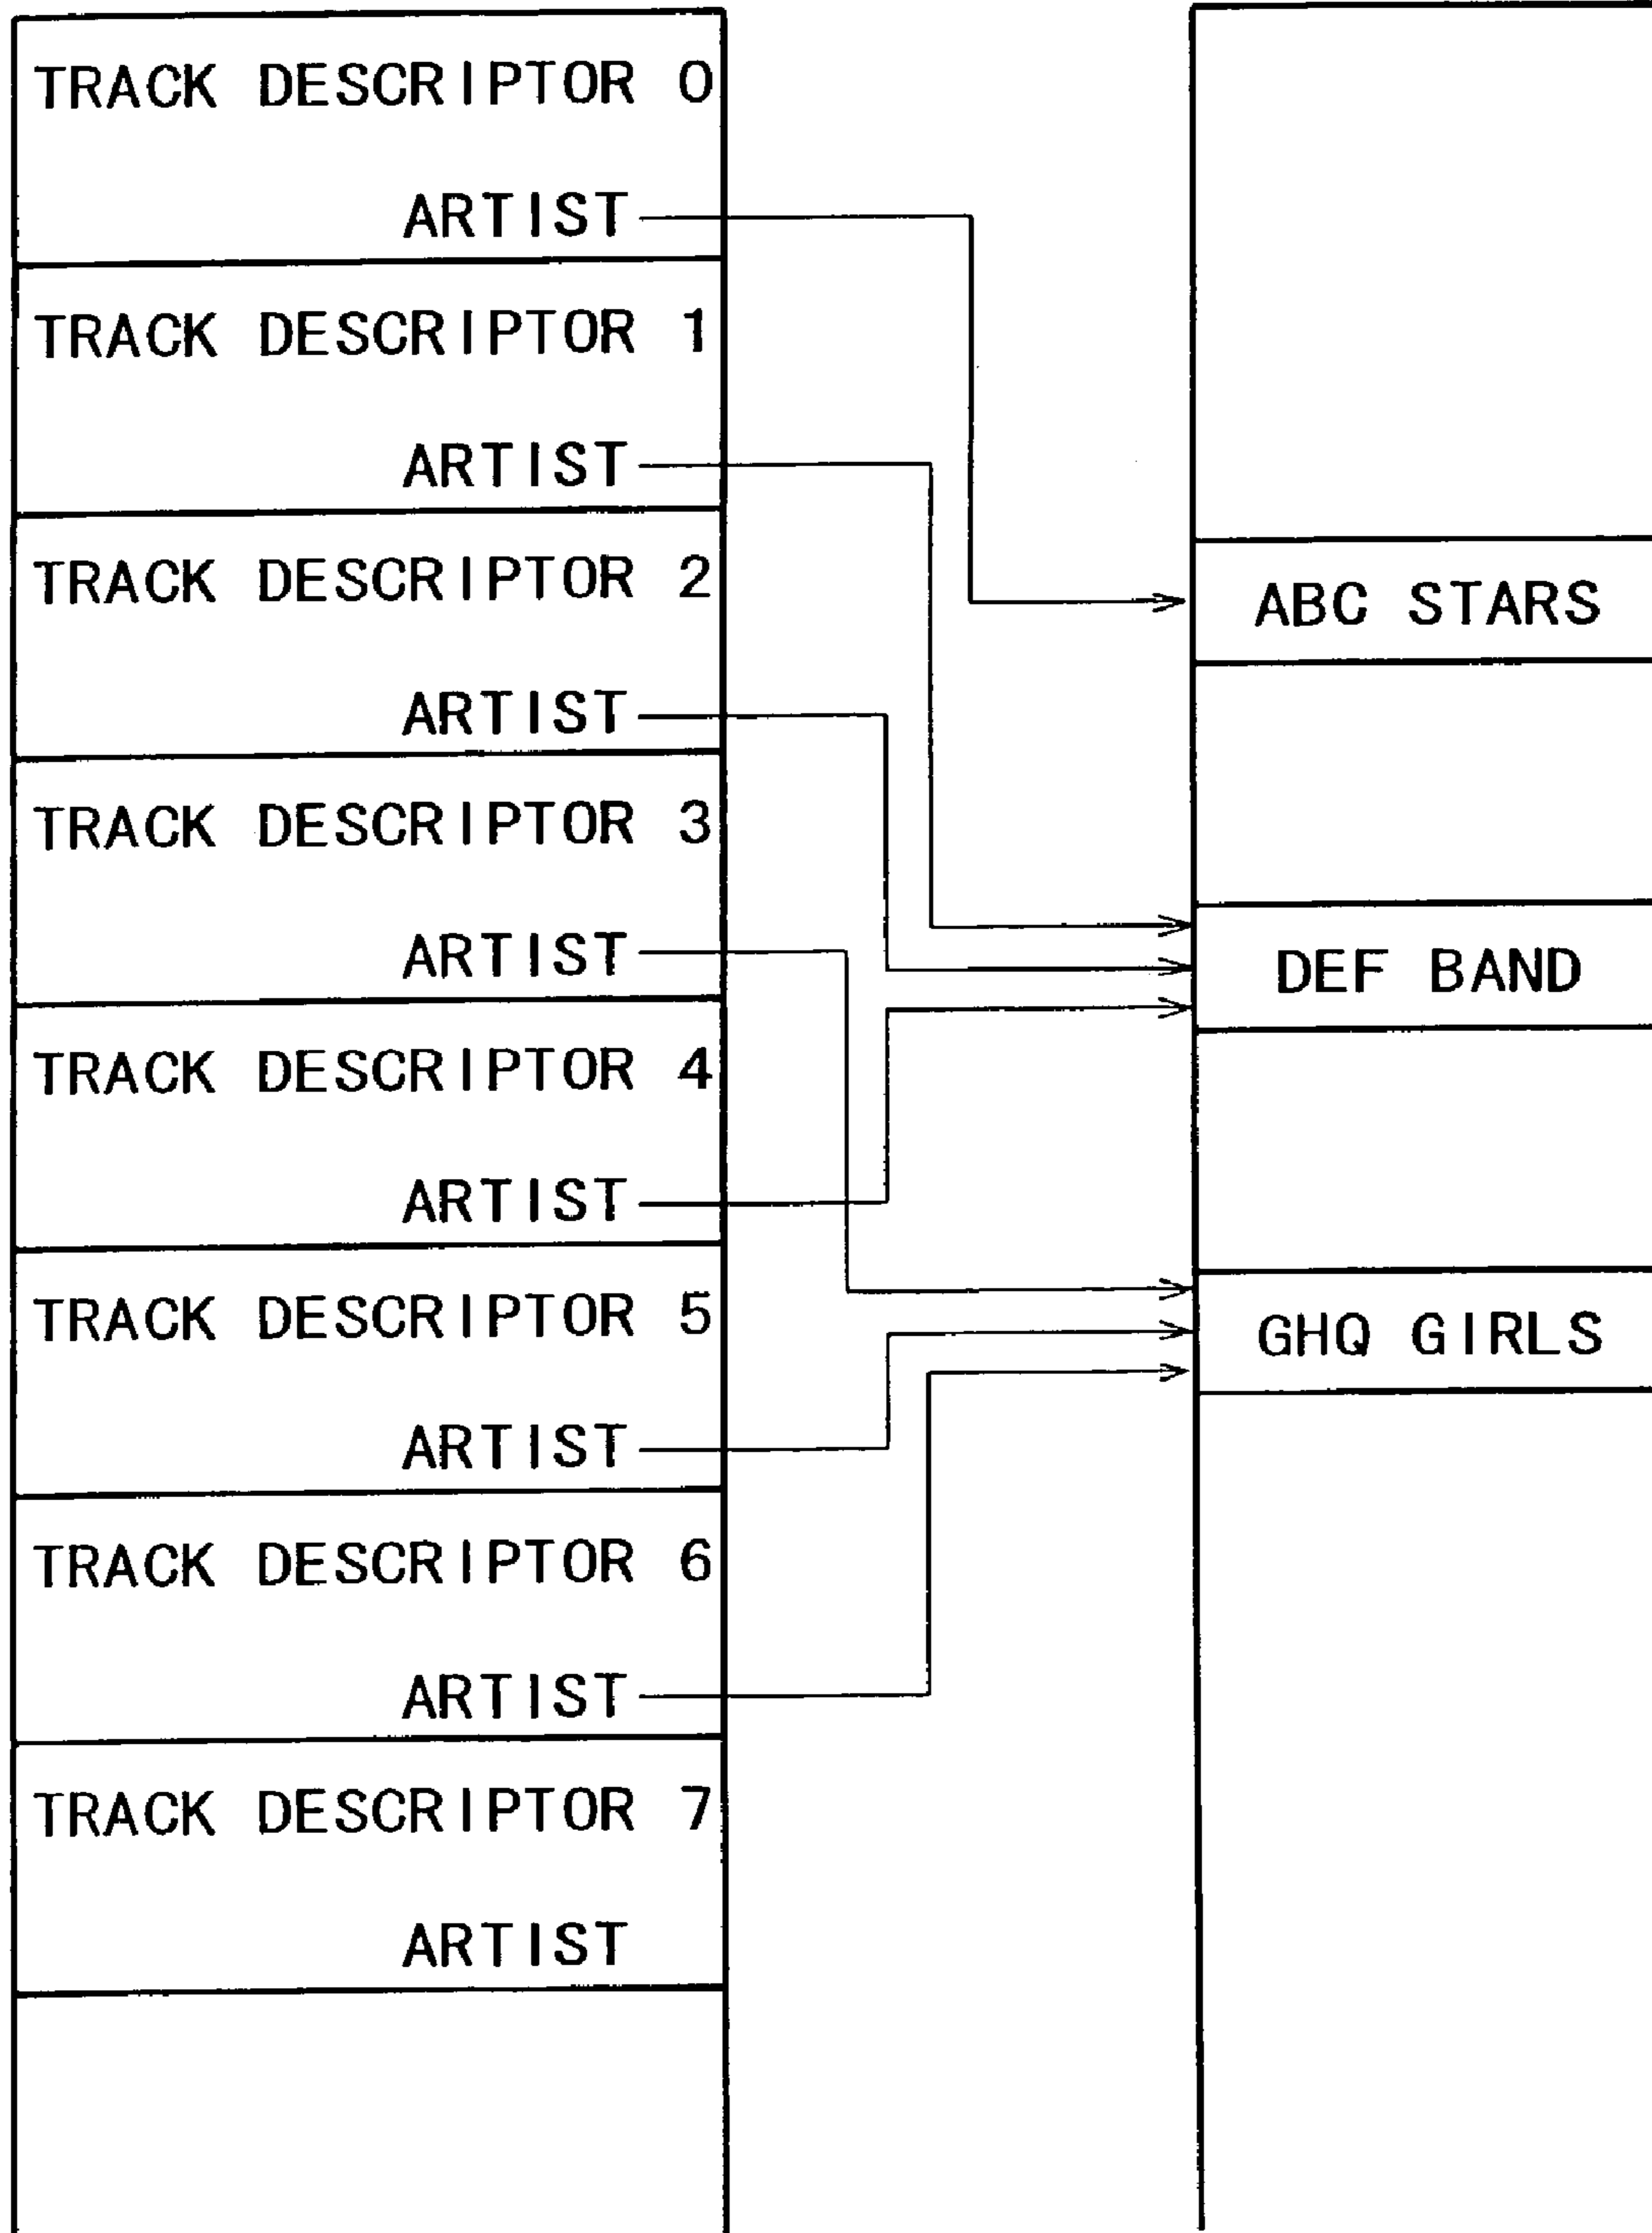 TRACK DESCRIPTOR 0
ARTIST
TRACK DESCRIPTOR 1
ARTIST
TRACK DESCRIPTOR 2
ARTIST
TRACK DESCRIPTOR 3
ARTIST
TRACK DESCRIPTOR 4
ARTIST
TRACK DESCRIPTOR 5
ARTIST
TRACK DESCRIPTOR 6
ARTIST
TRACK DESCRIPTOR 7
ARTIST
ABC STARS
DEF BAND
GHQ GIRLS